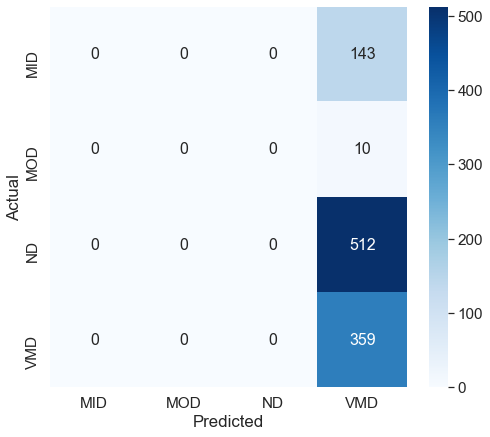 MID 0 0 0 143
MOD 0 0 0 10
ND 0 0 0 512
VMD 0 0 0 359
MID MOD ND VMD
Predicted
Actual
500
400
300
200
100
0